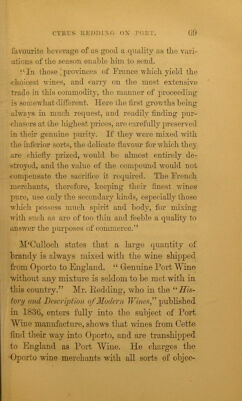 CYRUS REDDING ON PORT. 69
favourite beverage of as good a quality as the vari-
ations of the season enable him to send.
"In those provinces of France which yield the
choicest wines, and carry on the most extensive
trade in this commodity, the manner of proceeding
is somewhat different. Here the first growths being
always in much request, and readily finding pur-
chasers at the highest prices, are carefully preserved
in their genuine purity. If they were mixed with
the inferior sorts, the delicate flavour for which they
are chiefly prized, would be almost entirely de-
stroyed, and the value of the compound would not
compensate the sacrifice it required. The French
merchants, therefore, keeping their finest wines
pure, use only the secondary kinds, especially those
which possess much spirit and body, for mixing
with such as are of too thin and feeble a quality to
answer the purposes of commerce."
M'Culloch states that a large quantity of
brandy is always mixed with the wine shipped
from Oporto to England. "Genuine Port Wine
without any mixture is seldom to be met with in
this country." Mr. Redding, who in the "His-
tory and Description of Modern Wines," published
in 1836, enters fully into the subject of Port
Wine manufacture, shows that wines from Cette
find their way into Oporto, and are transhipped
to England as Port Wine. He charges the
Oporto wine merchants with all sorts of objec-